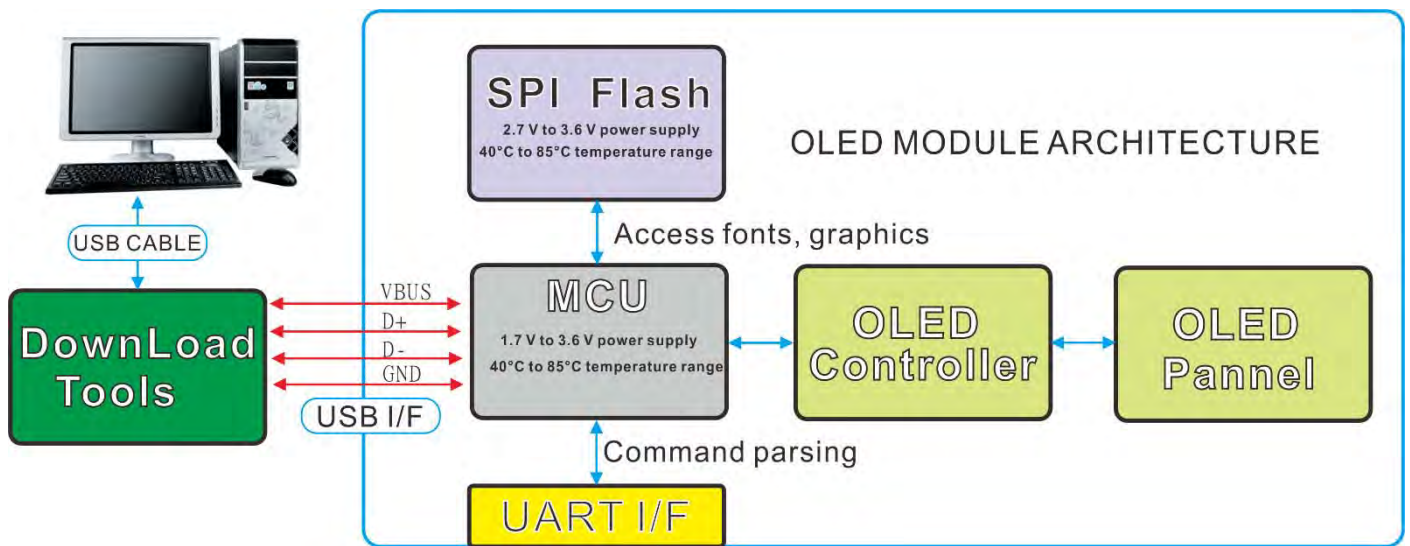 SPI Flash
2.7 V to 3.6 V power supply
40°C to 85°C temperature range
OLED MODULE ARCHITECTURE
USB CABLE
Access fonts, graphics
DownLoad
Tools
VBUS
D+
D-
GND
USB I/F
MCU
1.7 V to 3.6 V power supply
40°C to 85°C temperature range
OLED
Controller
OLED
Pannel
Command parsing
UART I/F